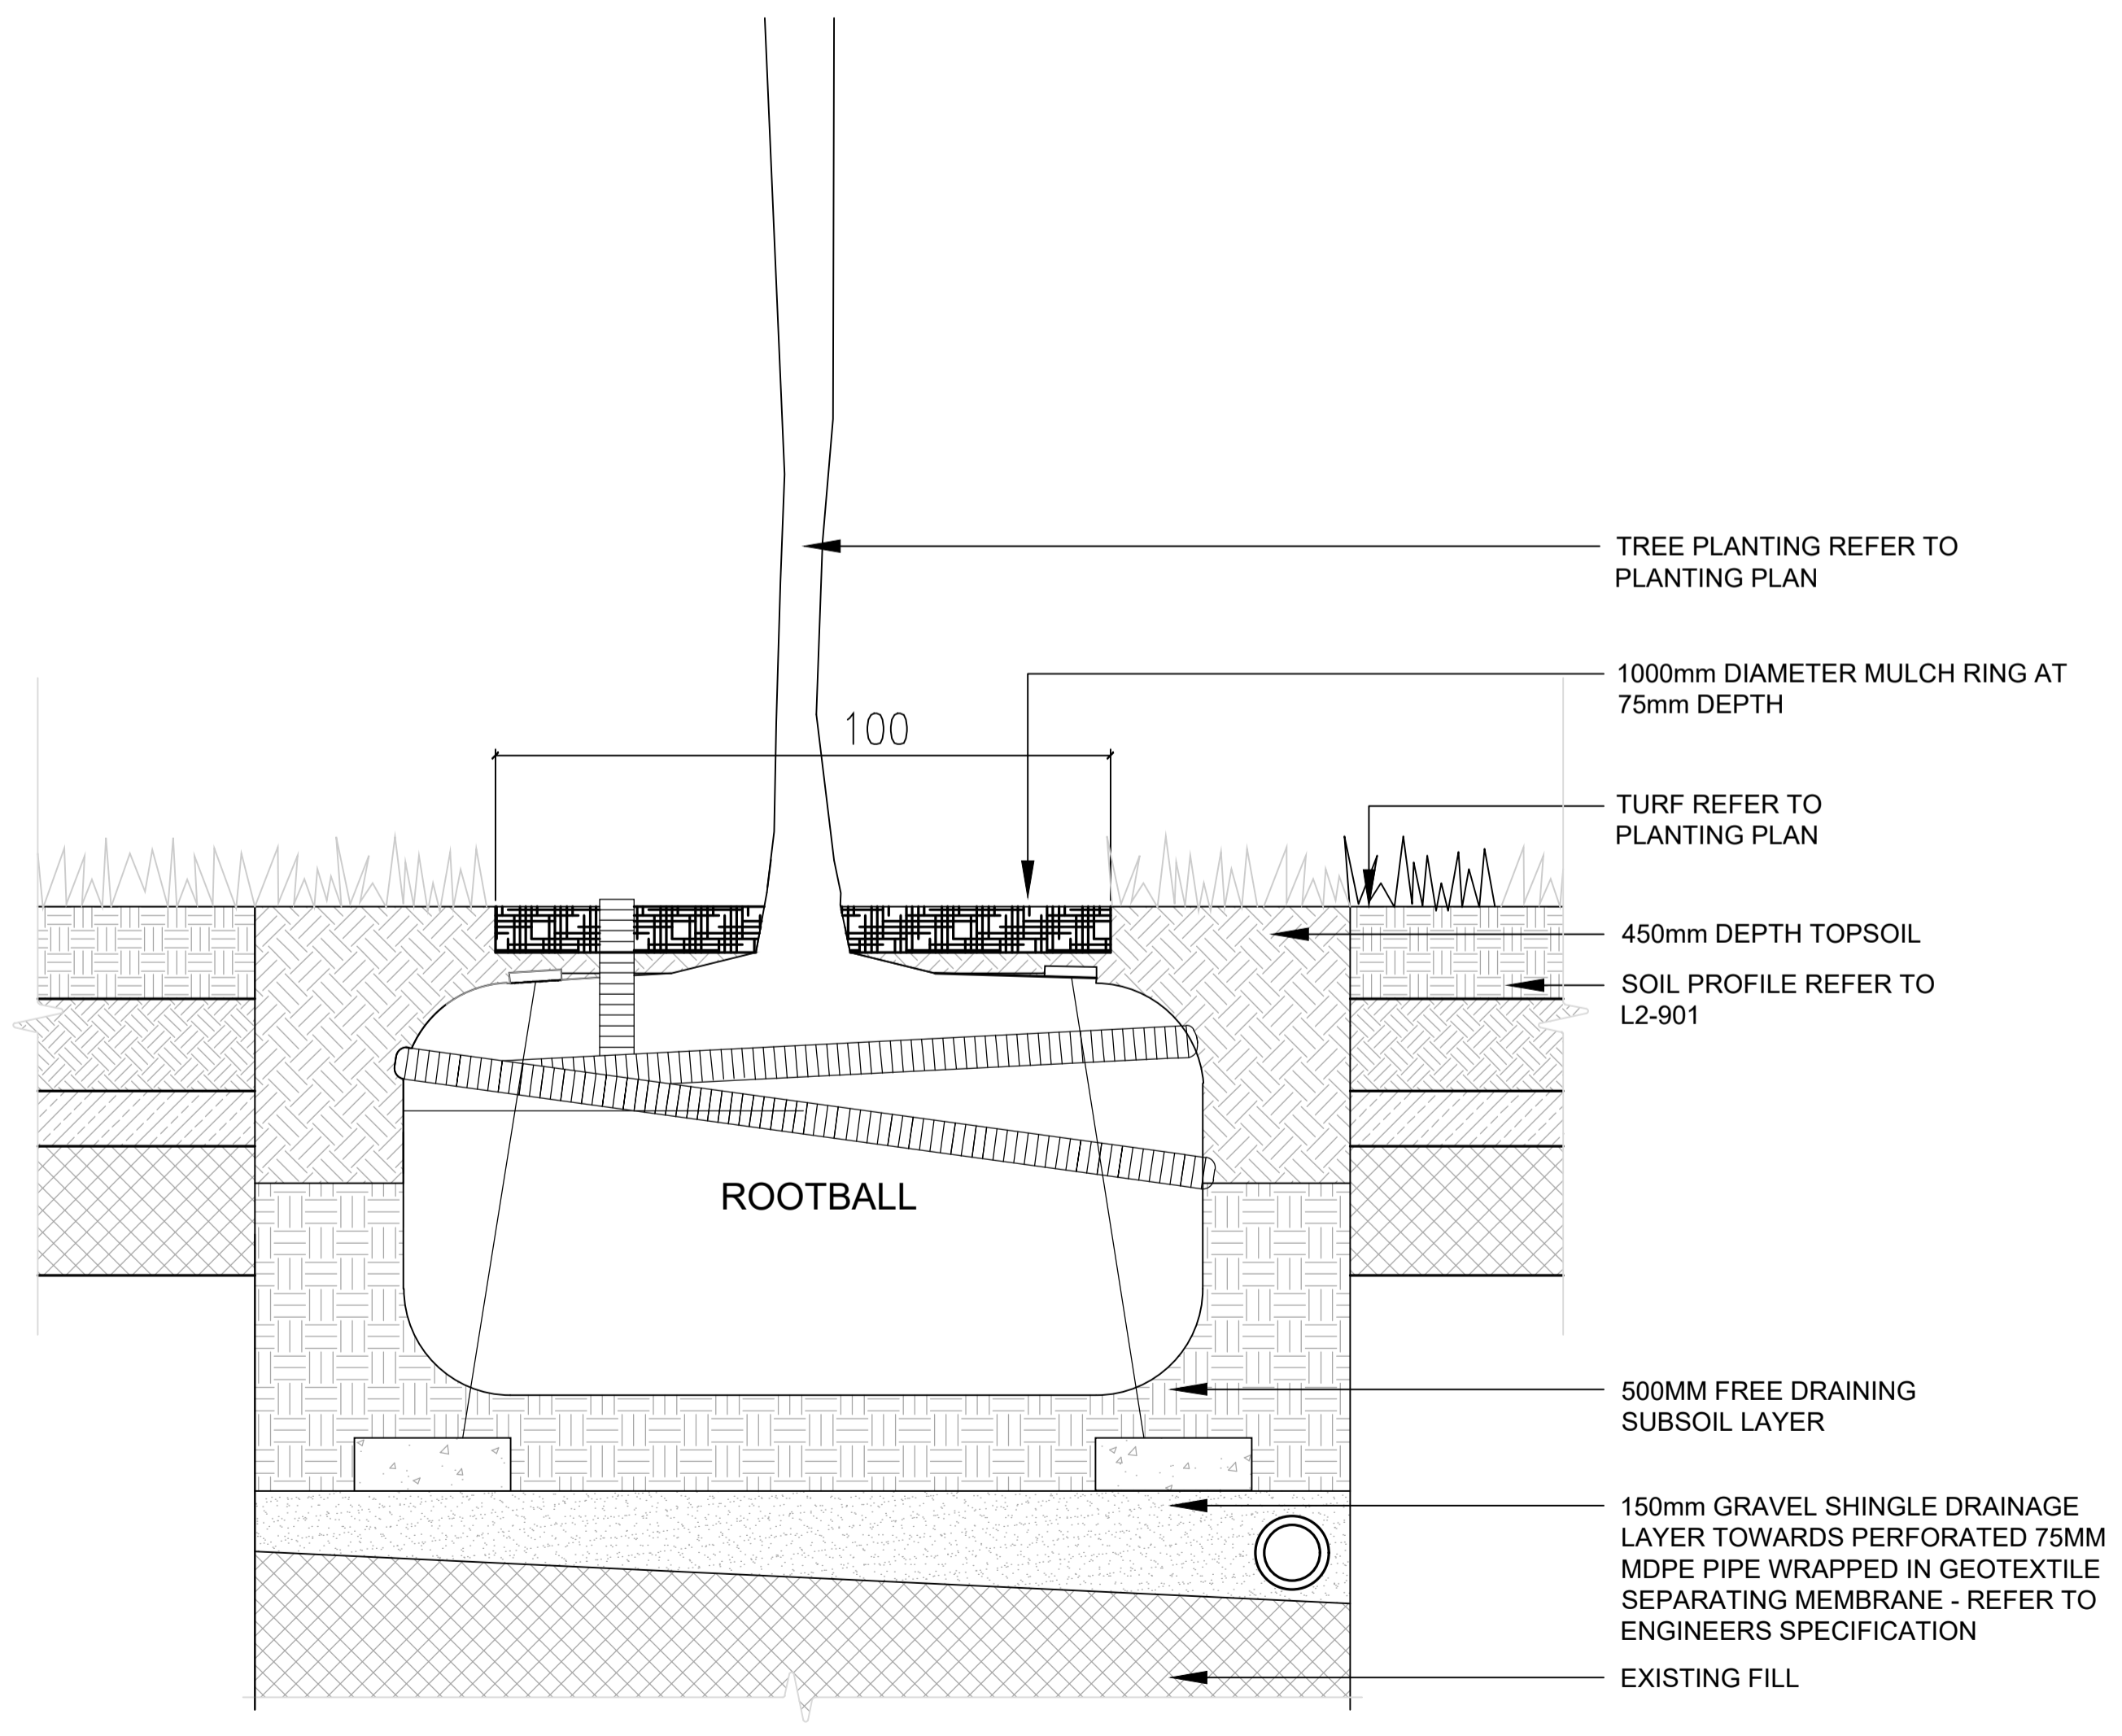 TREE PLANTING REFER TO
PLANTING PLAN
1000mm DIAMETER MULCH RING AT
75mm DEPTH
100
TURF REFER TO
PLANTING PLAN
450mm DEPTH TOPSOIL
SOIL PROFILE REFER TO
L2-901
ROOTBALL
500MM FREE DRAINING
SUBSOIL LAYER
150mm GRAVEL SHINGLE DRAINAGE
LAYER TOWARDS PERFORATED 75MM
MDPE PIPE WRAPPED IN GEOTEXTILE
SEPARATING MEMBRANE - REFER TO
ENGINEERS SPECIFICATION
EXISTING FILL